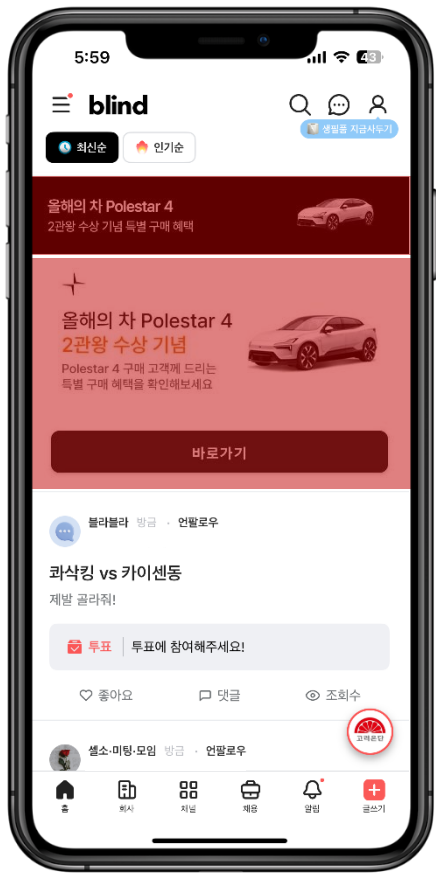 5:59
43
blind
생필품 지금사두기
최신순
인기순
올해의 차 Polestar 4
2관왕 수상 기념 특별 구매 혜택
올해의 차 Polestar 4
2관왕 수상 기념
Polestar 4 구매 고객께 드리는
특별 구매 혜택을 확인해보세요
바로가기
블라블라 방금 · 언팔로우
콰삭킹 vs 카이센동
제발 골라줘!
투표 투표에 참여해주세요!
좋아요 댓글 조회수
고려은단
셀소·미팅·모임 방금 · 언팔로우
홈 회사 채널 채용 알림 글쓰기